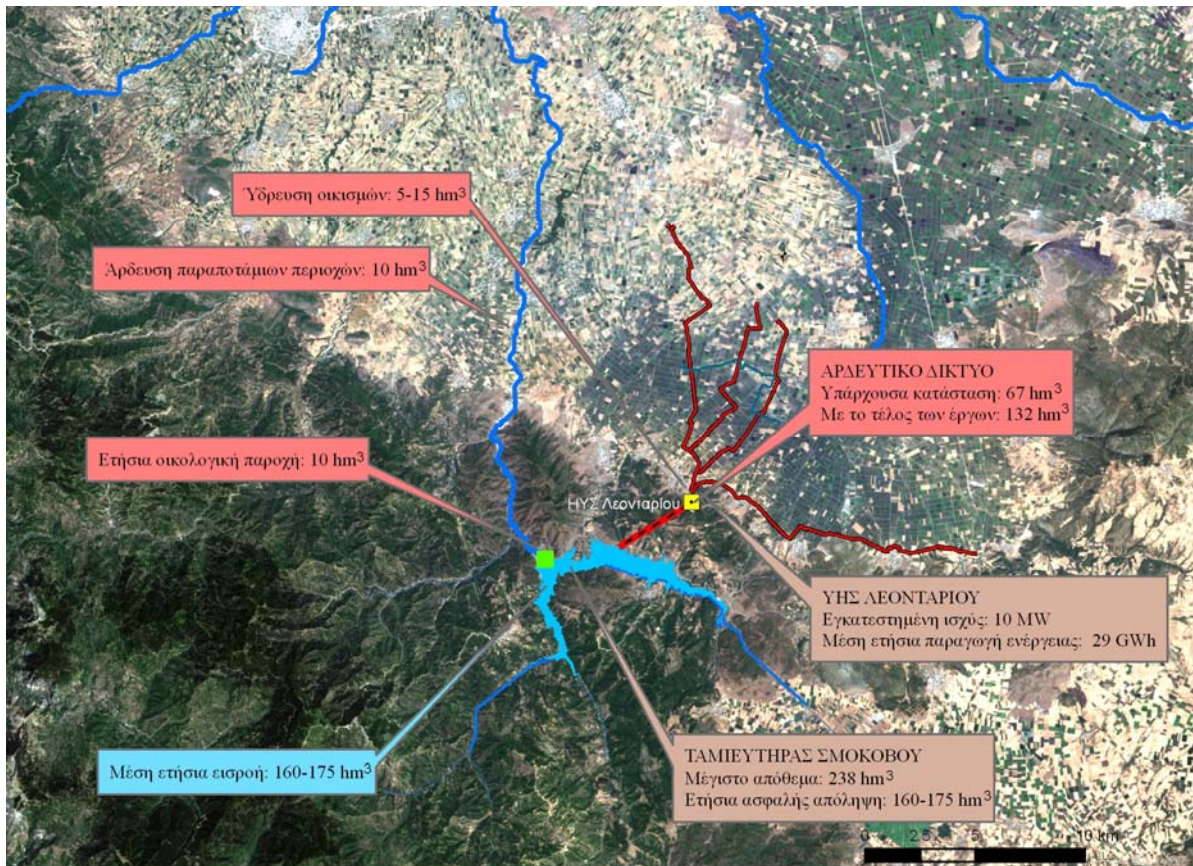 Ύδρευση οικισμών: 5-15 hm³
Άρδευση παραποτάμιων περιοχών: 10 hm³
ΑΡΔΕΥΤΙΚΟ ΔΙΚΤΥΟ
Υπάρχουσα κατάσταση: 67 hm³
Με το τέλος των έργων: 132 hm³
Ετήσια οικολογική παροχή: 10 hm³
ΗΥΣ Λεονταρίου
ΥΗΣ ΛΕΟΝΤΑΡΙΟΥ
Εγκατεστημένη ισχύς: 10 MW
Μέση ετήσια παραγωγή ενέργειας: 29 GWh
Μέση ετήσια εισροή: 160-175 hm³
ΤΑΜΙΕΥΤΗΡΑΣ ΣΜΟΚΟΒΟΥ
Μέγιστο απόθεμα: 238 hm³
Ετήσια ασφαλής απόληψη: 160-175 hm³
0 2,5 5 10 km